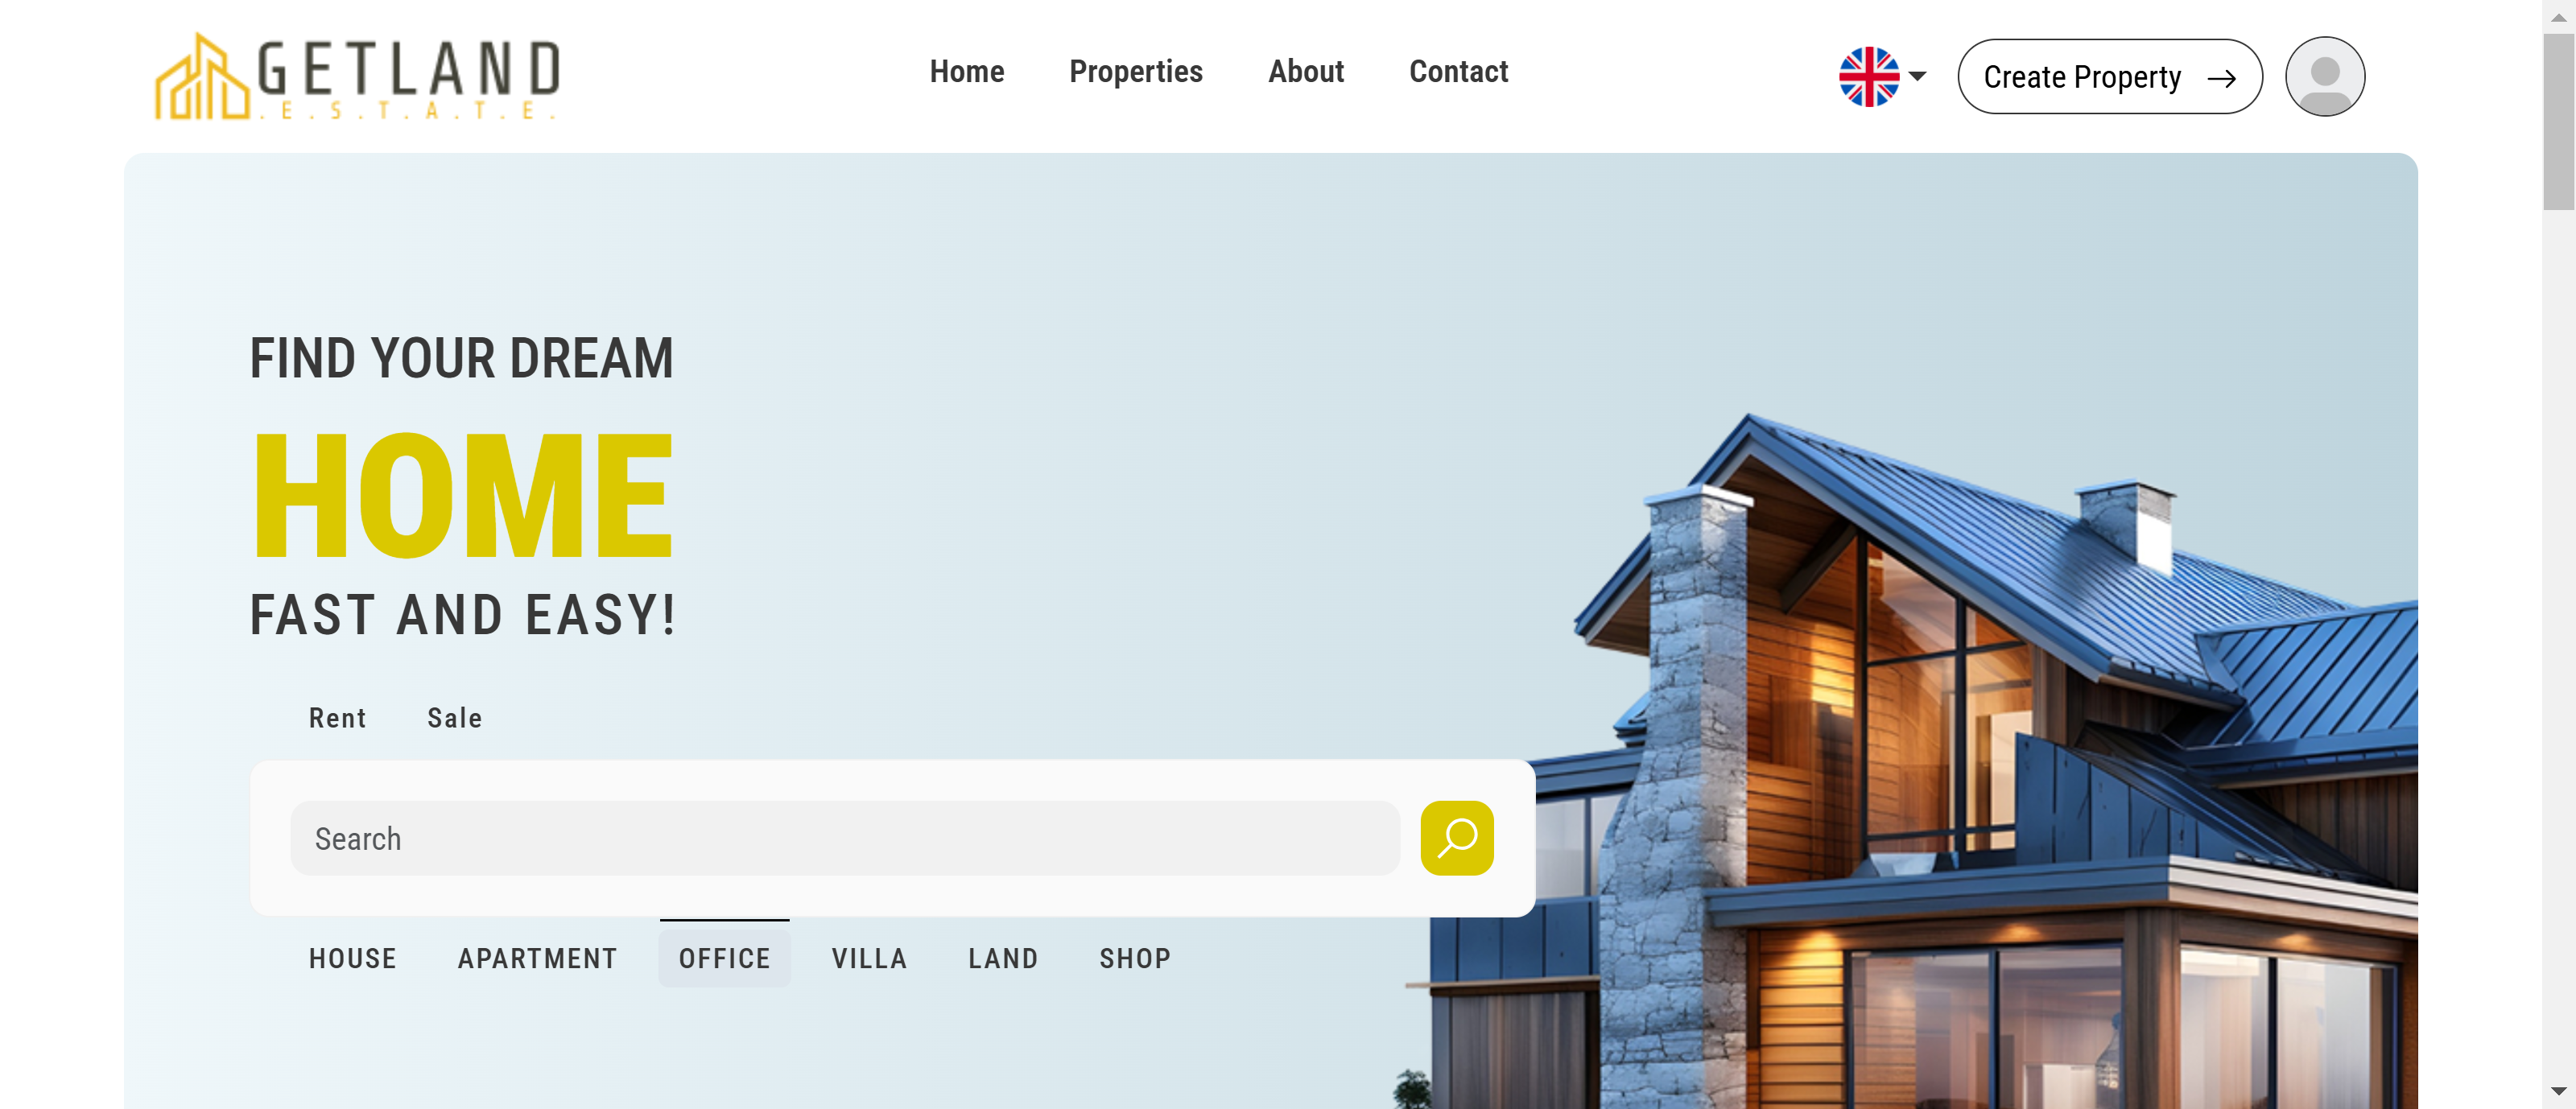 GETLAND
.E.S.T.A.T.E.
Home Properties About Contact
Create Property
FIND YOUR DREAM
HOME
FAST AND EASY!
Rent Sale
Search
HOUSE APARTMENT OFFICE VILLA LAND SHOP